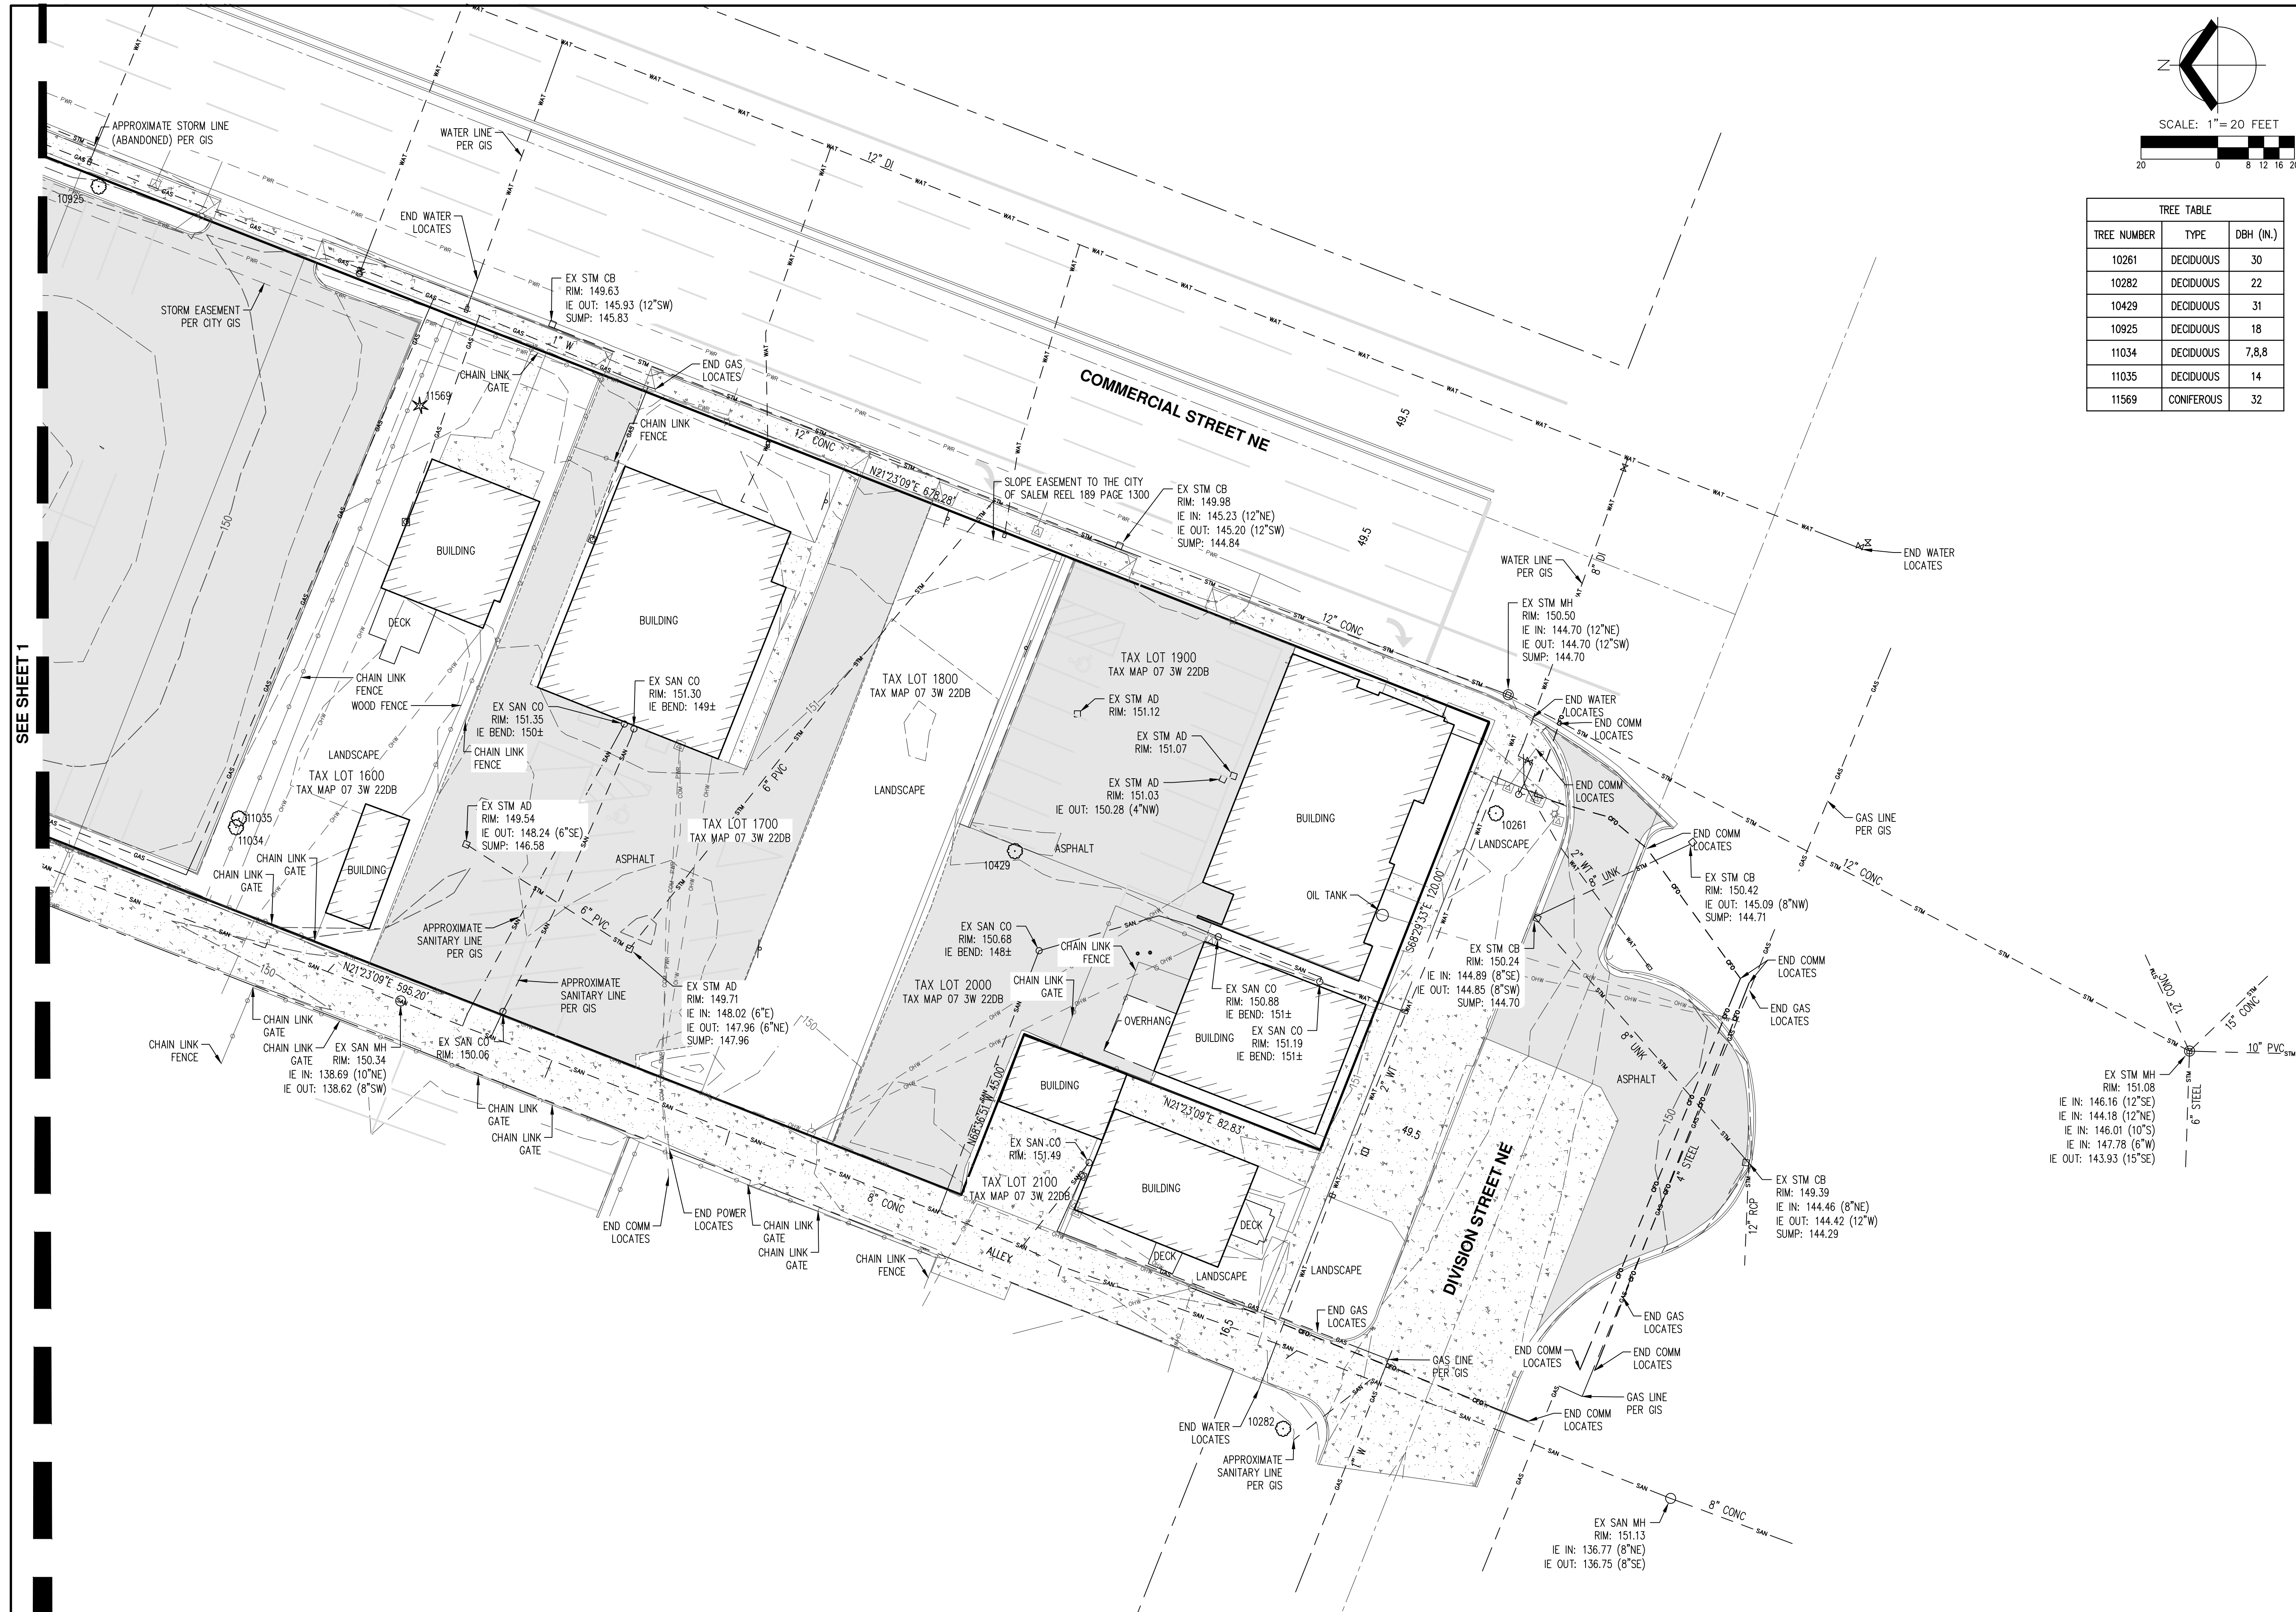 N
SCALE: 1"=20 FEET
20 0 8 12 16 20
TREE TABLE
TREE NUMBER TYPE DBH (IN.)
10261 DECIDUOUS 30
10282 DECIDUOUS 22
10429 DECIDUOUS 31
10925 DECIDUOUS 18
11034 DECIDUOUS 7,8,8
11035 DECIDUOUS 14
11569 CONIFEROUS 32
SEE SHEET 1
APPROXIMATE STORM LINE
(ABANDONED) PER GIS
10925
WATER LINE
PER GIS
END WATER
LOCATES
STORM EASEMENT
PER CITY GIS
12" DI
EX STM CB
RIM: 149.63
IE OUT: 145.93 (12"SW)
SUMP: 145.83
1" W
CHAIN LINK
GATE
11569
END GAS
LOCATES
CHAIN LINK
FENCE
12" CONC
N21°23'09"E 678.28'
COMMERCIAL STREET NE
49.5
49.5
SLOPE EASEMENT TO THE CITY
OF SALEM REEL 189 PAGE 1300
EX STM CB
RIM: 149.98
IE IN: 145.23 (12"NE)
IE OUT: 145.20 (12"SW)
SUMP: 144.84
WATER LINE
PER GIS
8" DI
END WATER
LOCATES
EX STM MH
RIM: 150.50
IE IN: 144.70 (12"NE)
IE OUT: 144.70 (12"SW)
SUMP: 144.70
12" CONC
150
BUILDING
DECK
BUILDING
CHAIN LINK
FENCE
WOOD FENCE
EX SAN CO
RIM: 151.35
IE BEND: 150±
EX SAN CO
RIM: 151.30
IE BEND: 149±
CHAIN LINK
FENCE
LANDSCAPE
TAX LOT 1600
TAX MAP 07 3W 22DB
11035
11034
CHAIN LINK
GATE
CHAIN LINK
GATE
BUILDING
EX STM AD
RIM: 149.54
IE OUT: 148.24 (6"SE)
SUMP: 146.58
151
6" PVC
TAX LOT 1700
TAX MAP 07 3W 22DB
ASPHALT
6" PVC
APPROXIMATE
SANITARY LINE
PER GIS
APPROXIMATE
SANITARY LINE
PER GIS
TAX LOT 1800
TAX MAP 07 3W 22DB
LANDSCAPE
TAX LOT 1900
TAX MAP 07 3W 22DB
EX STM AD
RIM: 151.12
EX STM AD
RIM: 151.07
EX STM AD
RIM: 151.03
IE OUT: 150.28 (4"NW)
BUILDING
ASPHALT
10429
OIL TANK
END WATER
LOCATES
END COMM
LOCATES
END COMM
LOCATES
10261
LANDSCAPE
2" WT
8" UNK
END COMM
LOCATES
GAS LINE
PER GIS
EX STM CB
RIM: 150.42
IE OUT: 145.09 (8"NW)
SUMP: 144.71
12" CONC
S68°29'33"E 120.00'
EX STM CB
RIM: 150.24
IE IN: 144.89 (8"SE)
IE OUT: 144.85 (8"SW)
SUMP: 144.70
END COMM
LOCATES
END GAS
LOCATES
8" UNK
ASPHALT
150
4" STEEL
12" CONC
15" CONC
10" PVC
6" STEEL
EX STM MH
RIM: 151.08
IE IN: 146.16 (12"SE)
IE IN: 144.18 (12"NE)
IE IN: 146.01 (10"S)
IE IN: 147.78 (6"W)
IE OUT: 143.93 (15"SE)
EX SAN CO
RIM: 150.68
IE BEND: 148±
CHAIN LINK
FENCE
CHAIN LINK
GATE
TAX LOT 2000
TAX MAP 07 3W 22DB
OVERHANG
BUILDING
EX SAN CO
RIM: 150.88
IE BEND: 151±
EX SAN CO
RIM: 151.19
IE BEND: 151±
EX STM AD
RIM: 149.71
IE IN: 148.02 (6"E)
IE OUT: 147.96 (6"NE)
SUMP: 147.96
150
150
N21°23'09"E 595.20'
CHAIN LINK
GATE
CHAIN LINK
FENCE
CHAIN LINK
GATE
EX SAN MH
RIM: 150.34
IE IN: 138.69 (10"NE)
IE OUT: 138.62 (8"SW)
EX SAN CO
RIM: 150.06
CHAIN LINK
GATE
CHAIN LINK
GATE
END COMM
LOCATES
END POWER
LOCATES
CHAIN LINK
GATE
CHAIN LINK
GATE
8" CONC
CHAIN LINK
FENCE
ALLEY
N68°36'51"W 45.00'
BUILDING
N21°23'09"E 82.83'
EX SAN CO
RIM: 151.49
TAX LOT 2100
TAX MAP 07 3W 22DB
BUILDING
DECK
DECK
LANDSCAPE
LANDSCAPE
151
2" WT
49.5
DIVISION STREET NE
12" RCP
EX STM CB
RIM: 149.39
IE IN: 144.46 (8"NE)
IE OUT: 144.42 (12"W)
SUMP: 144.29
16.5
END GAS
LOCATES
GAS LINE
PER GIS
END GAS
LOCATES
END COMM
LOCATES
END COMM
LOCATES
GAS LINE
PER GIS
END COMM
LOCATES
END WATER
LOCATES
10282
APPROXIMATE
SANITARY LINE
PER GIS
1" W
8" CONC
EX SAN MH
RIM: 151.13
IE IN: 136.77 (8"NE)
IE OUT: 136.75 (8"SE)